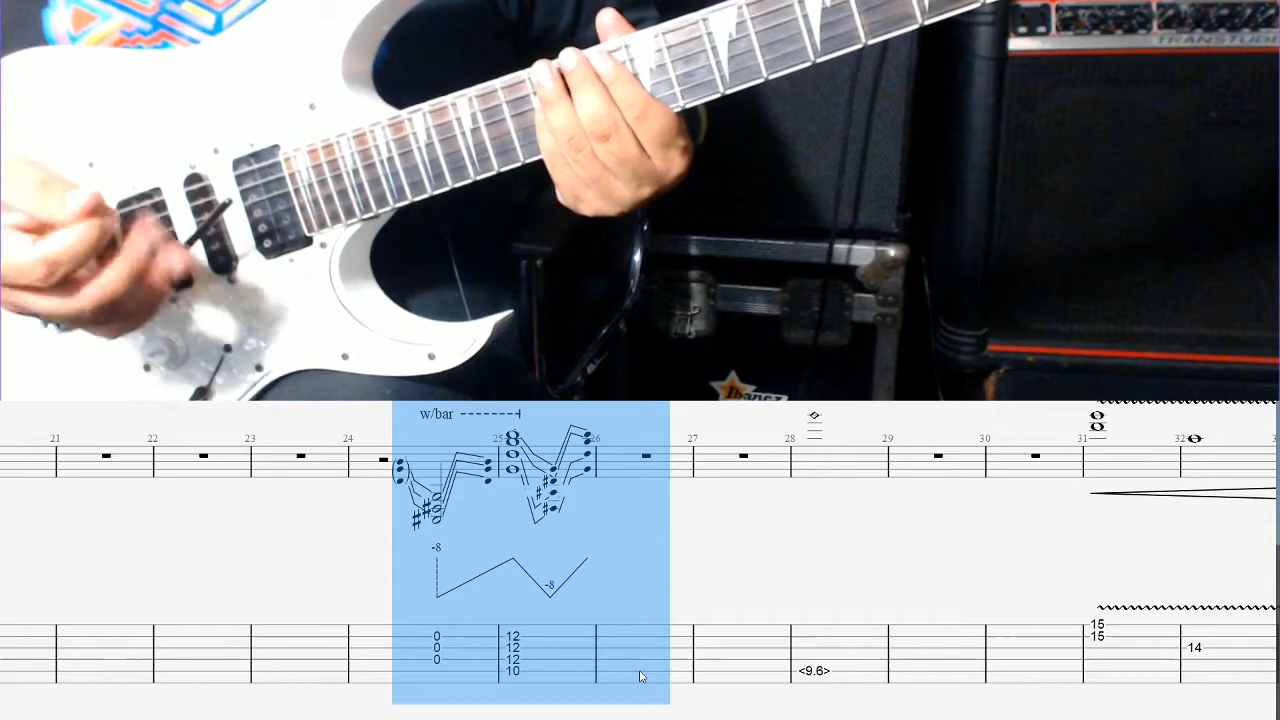 TRANSTUBE
Ibanez
w/bar
21 22 23 24 25 26 27 28 29 30 31 32
-8
-8
15
0 12 15
0 12 14
0 12
10 <9.6>